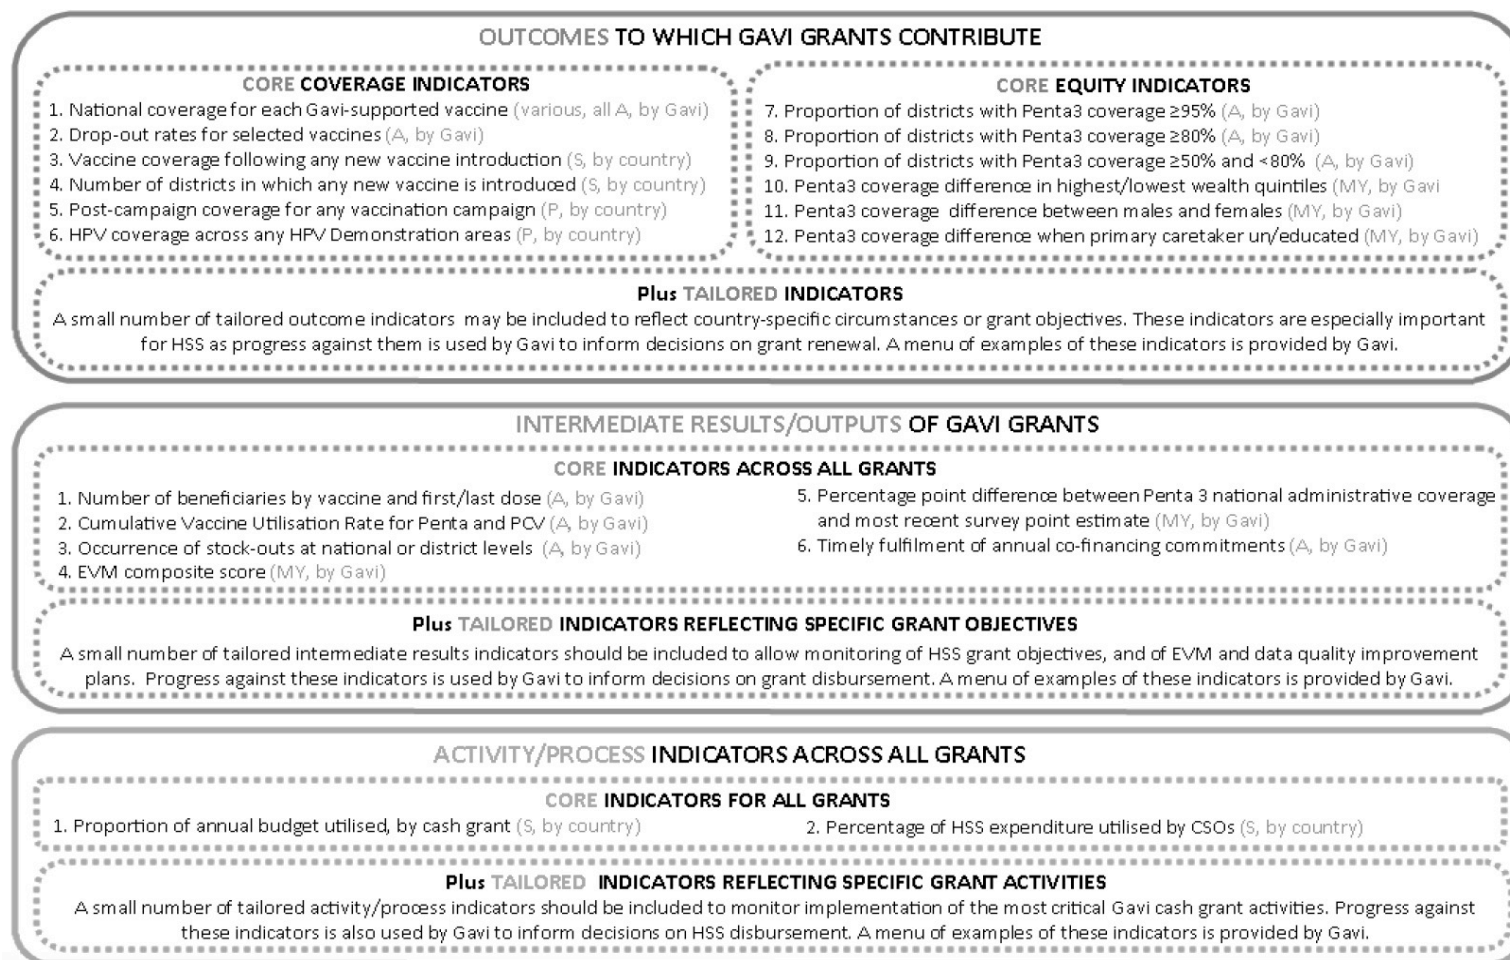 OUTCOMES TO WHICH GAVI GRANTS CONTRIBUTE
CORE COVERAGE INDICATORS
1. National coverage for each Gavi-supported vaccine (various, all A, by Gavi)
2. Drop-out rates for selected vaccines (A, by Gavi)
3. Vaccine coverage following any new vaccine introduction (S, by country)
4. Number of districts in which any new vaccine is introduced (S, by country)
5. Post-campaign coverage for any vaccination campaign (P, by country)
6. HPV coverage across any HPV Demonstration areas (P, by country)
CORE EQUITY INDICATORS
7. Proportion of districts with Penta3 coverage ≥95% (A, by Gavi)
8. Proportion of districts with Penta3 coverage ≥80% (A, by Gavi)
9. Proportion of districts with Penta3 coverage ≥50% and <80% (A, by Gavi)
10. Penta3 coverage difference in highest/lowest wealth quintiles (MY, by Gavi
11. Penta3 coverage difference between males and females (MY, by Gavi)
12. Penta3 coverage difference when primary caretaker un/educated (MY, by Gavi)
Plus TAILORED INDICATORS
A small number of tailored outcome indicators may be included to reflect country-specific circumstances or grant objectives. These indicators are especially important
for HSS as progress against them is used by Gavi to inform decisions on grant renewal. A menu of examples of these indicators is provided by Gavi.
INTERMEDIATE RESULTS/OUTPUTS OF GAVI GRANTS
CORE INDICATORS ACROSS ALL GRANTS
1. Number of beneficiaries by vaccine and first/last dose (A, by Gavi)
2. Cumulative Vaccine Utilisation Rate for Penta and PCV (A, by Gavi)
3. Occurrence of stock-outs at national or district levels (A, by Gavi)
4. EVM composite score (MY, by Gavi)
5. Percentage point difference between Penta 3 national administrative coverage
and most recent survey point estimate (MY, by Gavi)
6. Timely fulfilment of annual co-financing commitments (A, by Gavi)
Plus TAILORED INDICATORS REFLECTING SPECIFIC GRANT OBJECTIVES
A small number of tailored intermediate results indicators should be included to allow monitoring of HSS grant objectives, and of EVM and data quality improvement
plans. Progress against these indicators is used by Gavi to inform decisions on grant disbursement. A menu of examples of these indicators is provided by Gavi.
ACTIVITY/PROCESS INDICATORS ACROSS ALL GRANTS
CORE INDICATORS FOR ALL GRANTS
1. Proportion of annual budget utilised, by cash grant (S, by country)
2. Percentage of HSS expenditure utilised by CSOs (S, by country)
Plus TAILORED INDICATORS REFLECTING SPECIFIC GRANT ACTIVITIES
A small number of tailored activity/process indicators should be included to monitor implementation of the most critical Gavi cash grant activities. Progress against
these indicators is also used by Gavi to inform decisions on HSS disbursement. A menu of examples of these indicators is provided by Gavi.